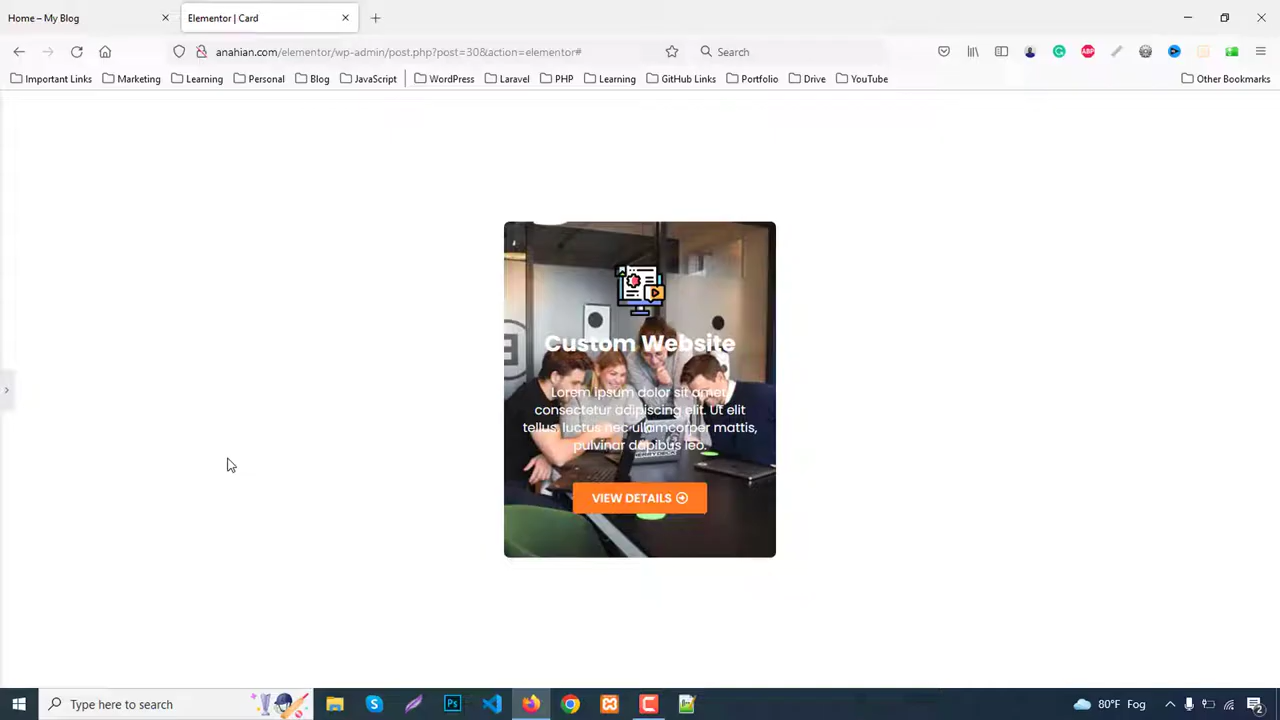 Home – My Blog
Elementor | Card
anahian.com/elementor/wp-admin/post.php?post=30&action=elementor#
Search
Important Links
Marketing
Learning
Personal
Blog
JavaScript
WordPress
Laravel
PHP
Learning
GitHub Links
Portfolio
Drive
YouTube
Other Bookmarks
Custom Website
Lorem ipsum dolor sit amet,
consectetur adipiscing elit. Ut elit
tellus, luctus nec ullamcorper mattis,
pulvinar dapibus leo.
VIEW DETAILS
Type here to search
Ps
80°F Fog
2